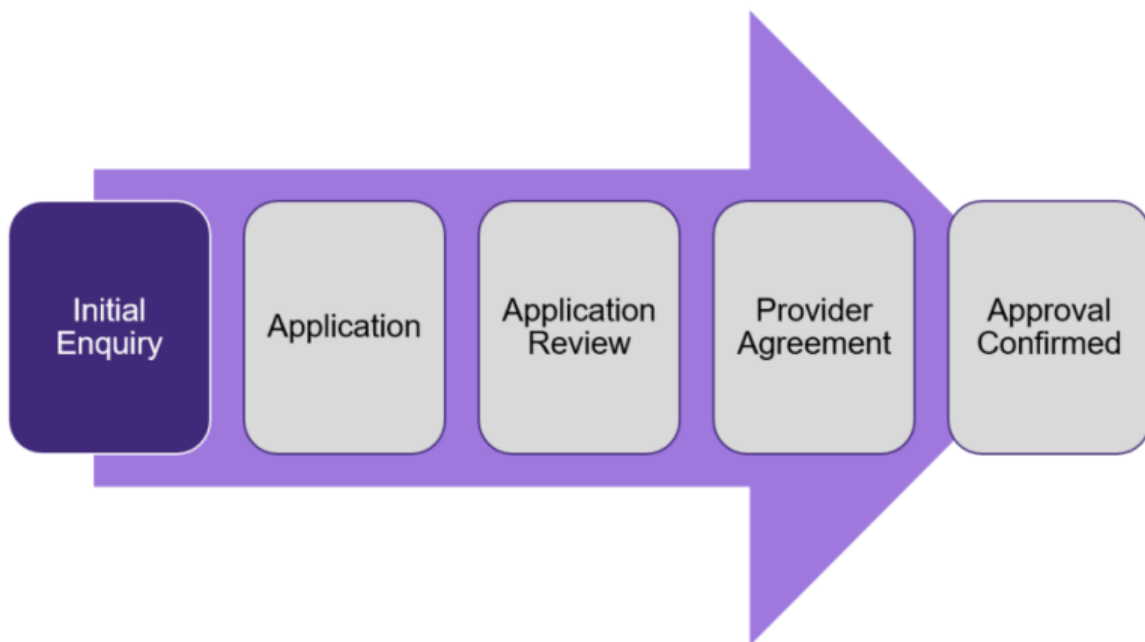 Initial
Enquiry
Application
Application
Review
Provider
Agreement
Approval
Confirmed